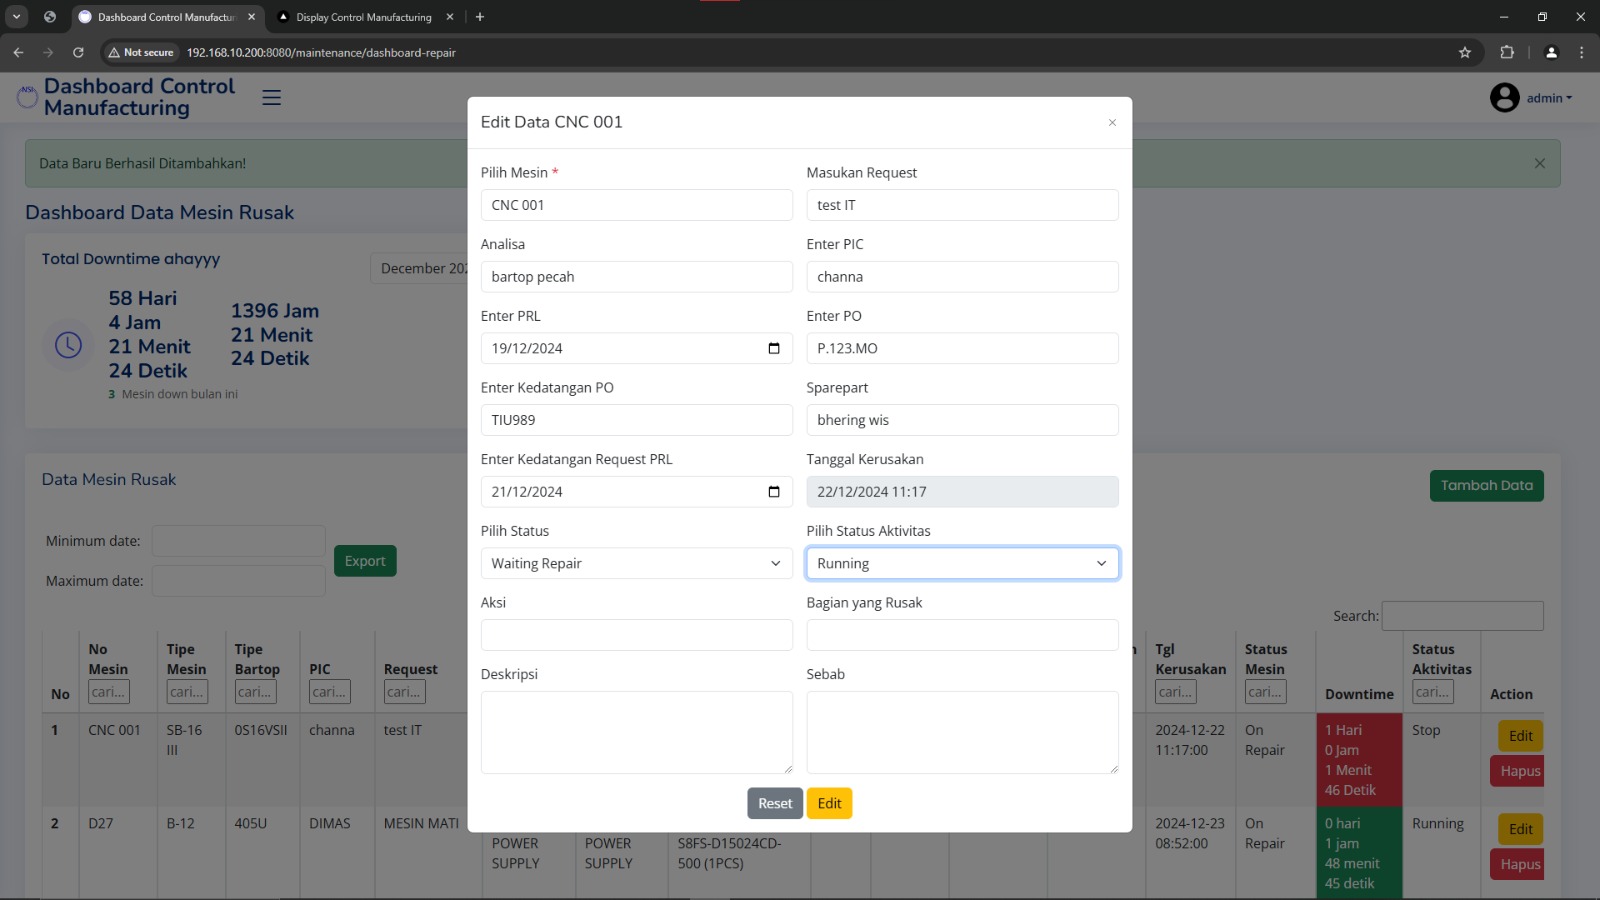 Dashboard Control Manufactur
Display Control Manufacturing
Not secure
192.168.10.200:8080/maintenance/dashboard-repair
NSI
Dashboard Control
Manufacturing
admin
Data Baru Berhasil Ditambahkan!
Dashboard Data Mesin Rusak
Total Downtime ahayyy
December 202
58 Hari
4 Jam
21 Menit
24 Detik
1396 Jam
21 Menit
24 Detik
3 Mesin down bulan ini
Data Mesin Rusak
Tambah Data
Minimum date:
Maximum date:
Export
Search:
Edit Data CNC 001
Pilih Mesin *
CNC 001
Masukan Request
test IT
Analisa
bartop pecah
Enter PIC
channa
Enter PRL
19/12/2024
Enter PO
P.123.MO
Enter Kedatangan PO
TIU989
Sparepart
bhering wis
Enter Kedatangan Request PRL
21/12/2024
Tanggal Kerusakan
22/12/2024 11:17
Pilih Status
Waiting Repair
Pilih Status Aktivitas
Running
Aksi
Bagian yang Rusak
Deskripsi
Sebab
Reset
Edit
No
No Mesin
cari...
Tipe Mesin
cari...
Tipe Bartop
cari...
PIC
cari...
Request
cari...
Tgl Kerusakan
cari...
Status Mesin
cari...
Downtime
Status Aktivitas
cari...
Action
1
CNC 001
SB-16 III
0S16VSII
channa
test IT
2024-12-22
11:17:00
On Repair
1 Hari
0 Jam
1 Menit
46 Detik
Stop
Edit
Hapus
2
D27
B-12
405U
DIMAS
MESIN MATI
POWER SUPPLY
POWER SUPPLY
S8FS-D15024CD-
500 (1PCS)
2024-12-23
08:52:00
On Repair
0 hari
1 jam
48 menit
45 detik
Running
Edit
Hapus